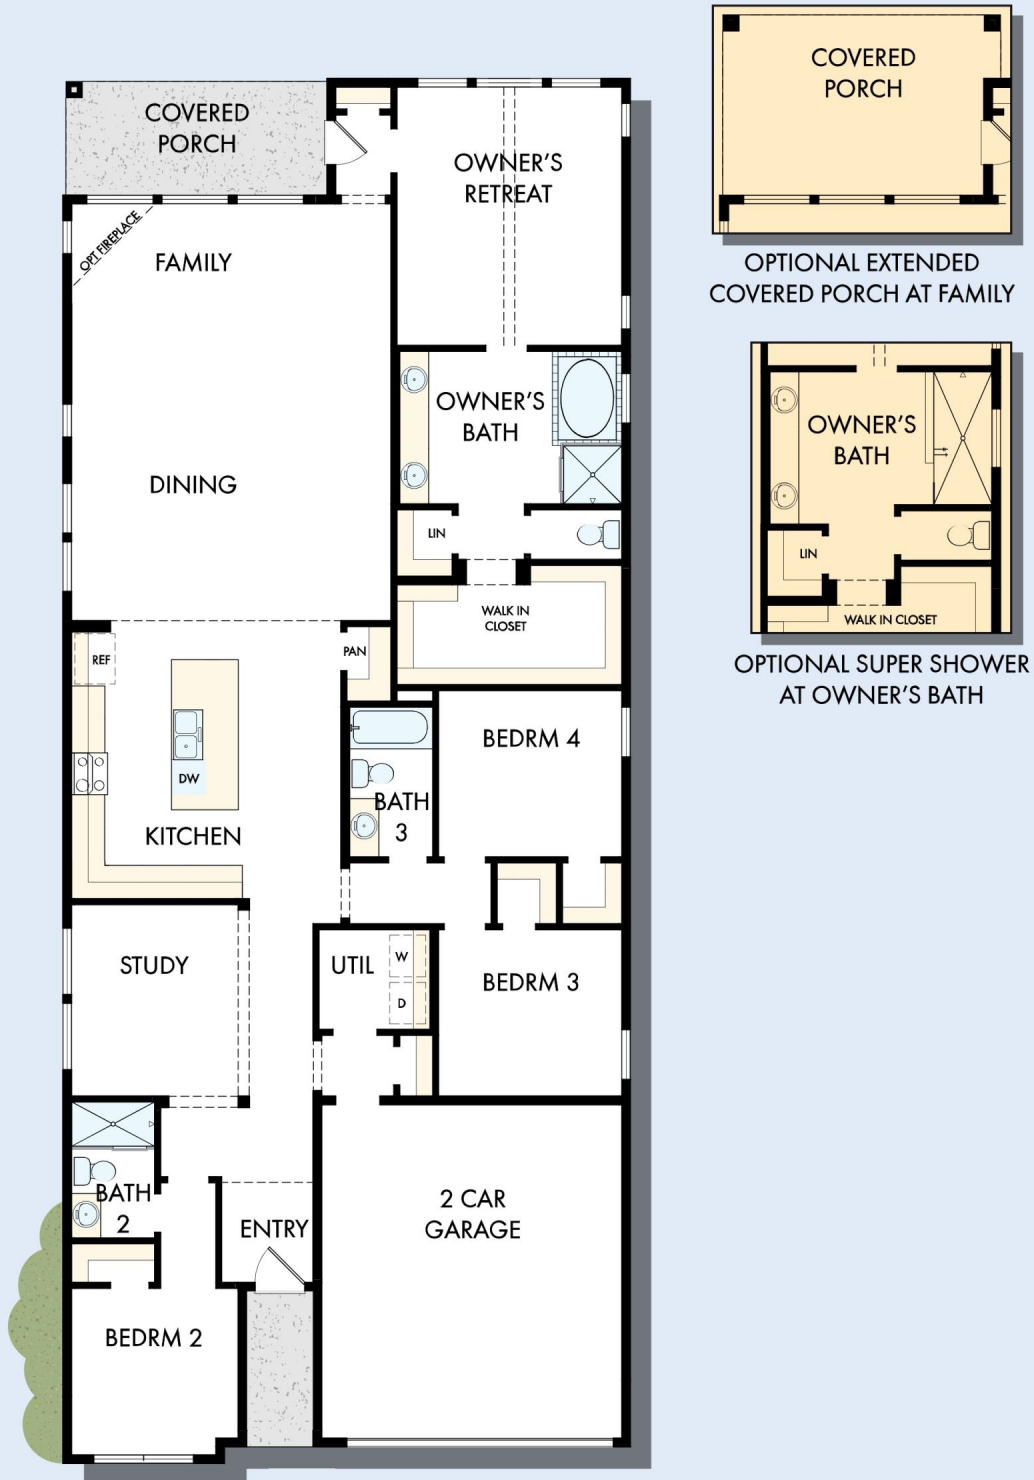 COVERED
PORCH
OWNER'S
RETREAT
OPT FIREPLACE
FAMILY
OWNER'S
BATH
DINING
LIN
WALK IN
CLOSET
REF
PAN
DW
KITCHEN
BEDRM 4
BATH
3
STUDY
UTIL
W
D
BEDRM 3
BATH
2
ENTRY
2 CAR
GARAGE
BEDRM 2
COVERED
PORCH
OPTIONAL EXTENDED
COVERED PORCH AT FAMILY
OWNER'S
BATH
LIN
WALK IN CLOSET
OPTIONAL SUPER SHOWER
AT OWNER'S BATH